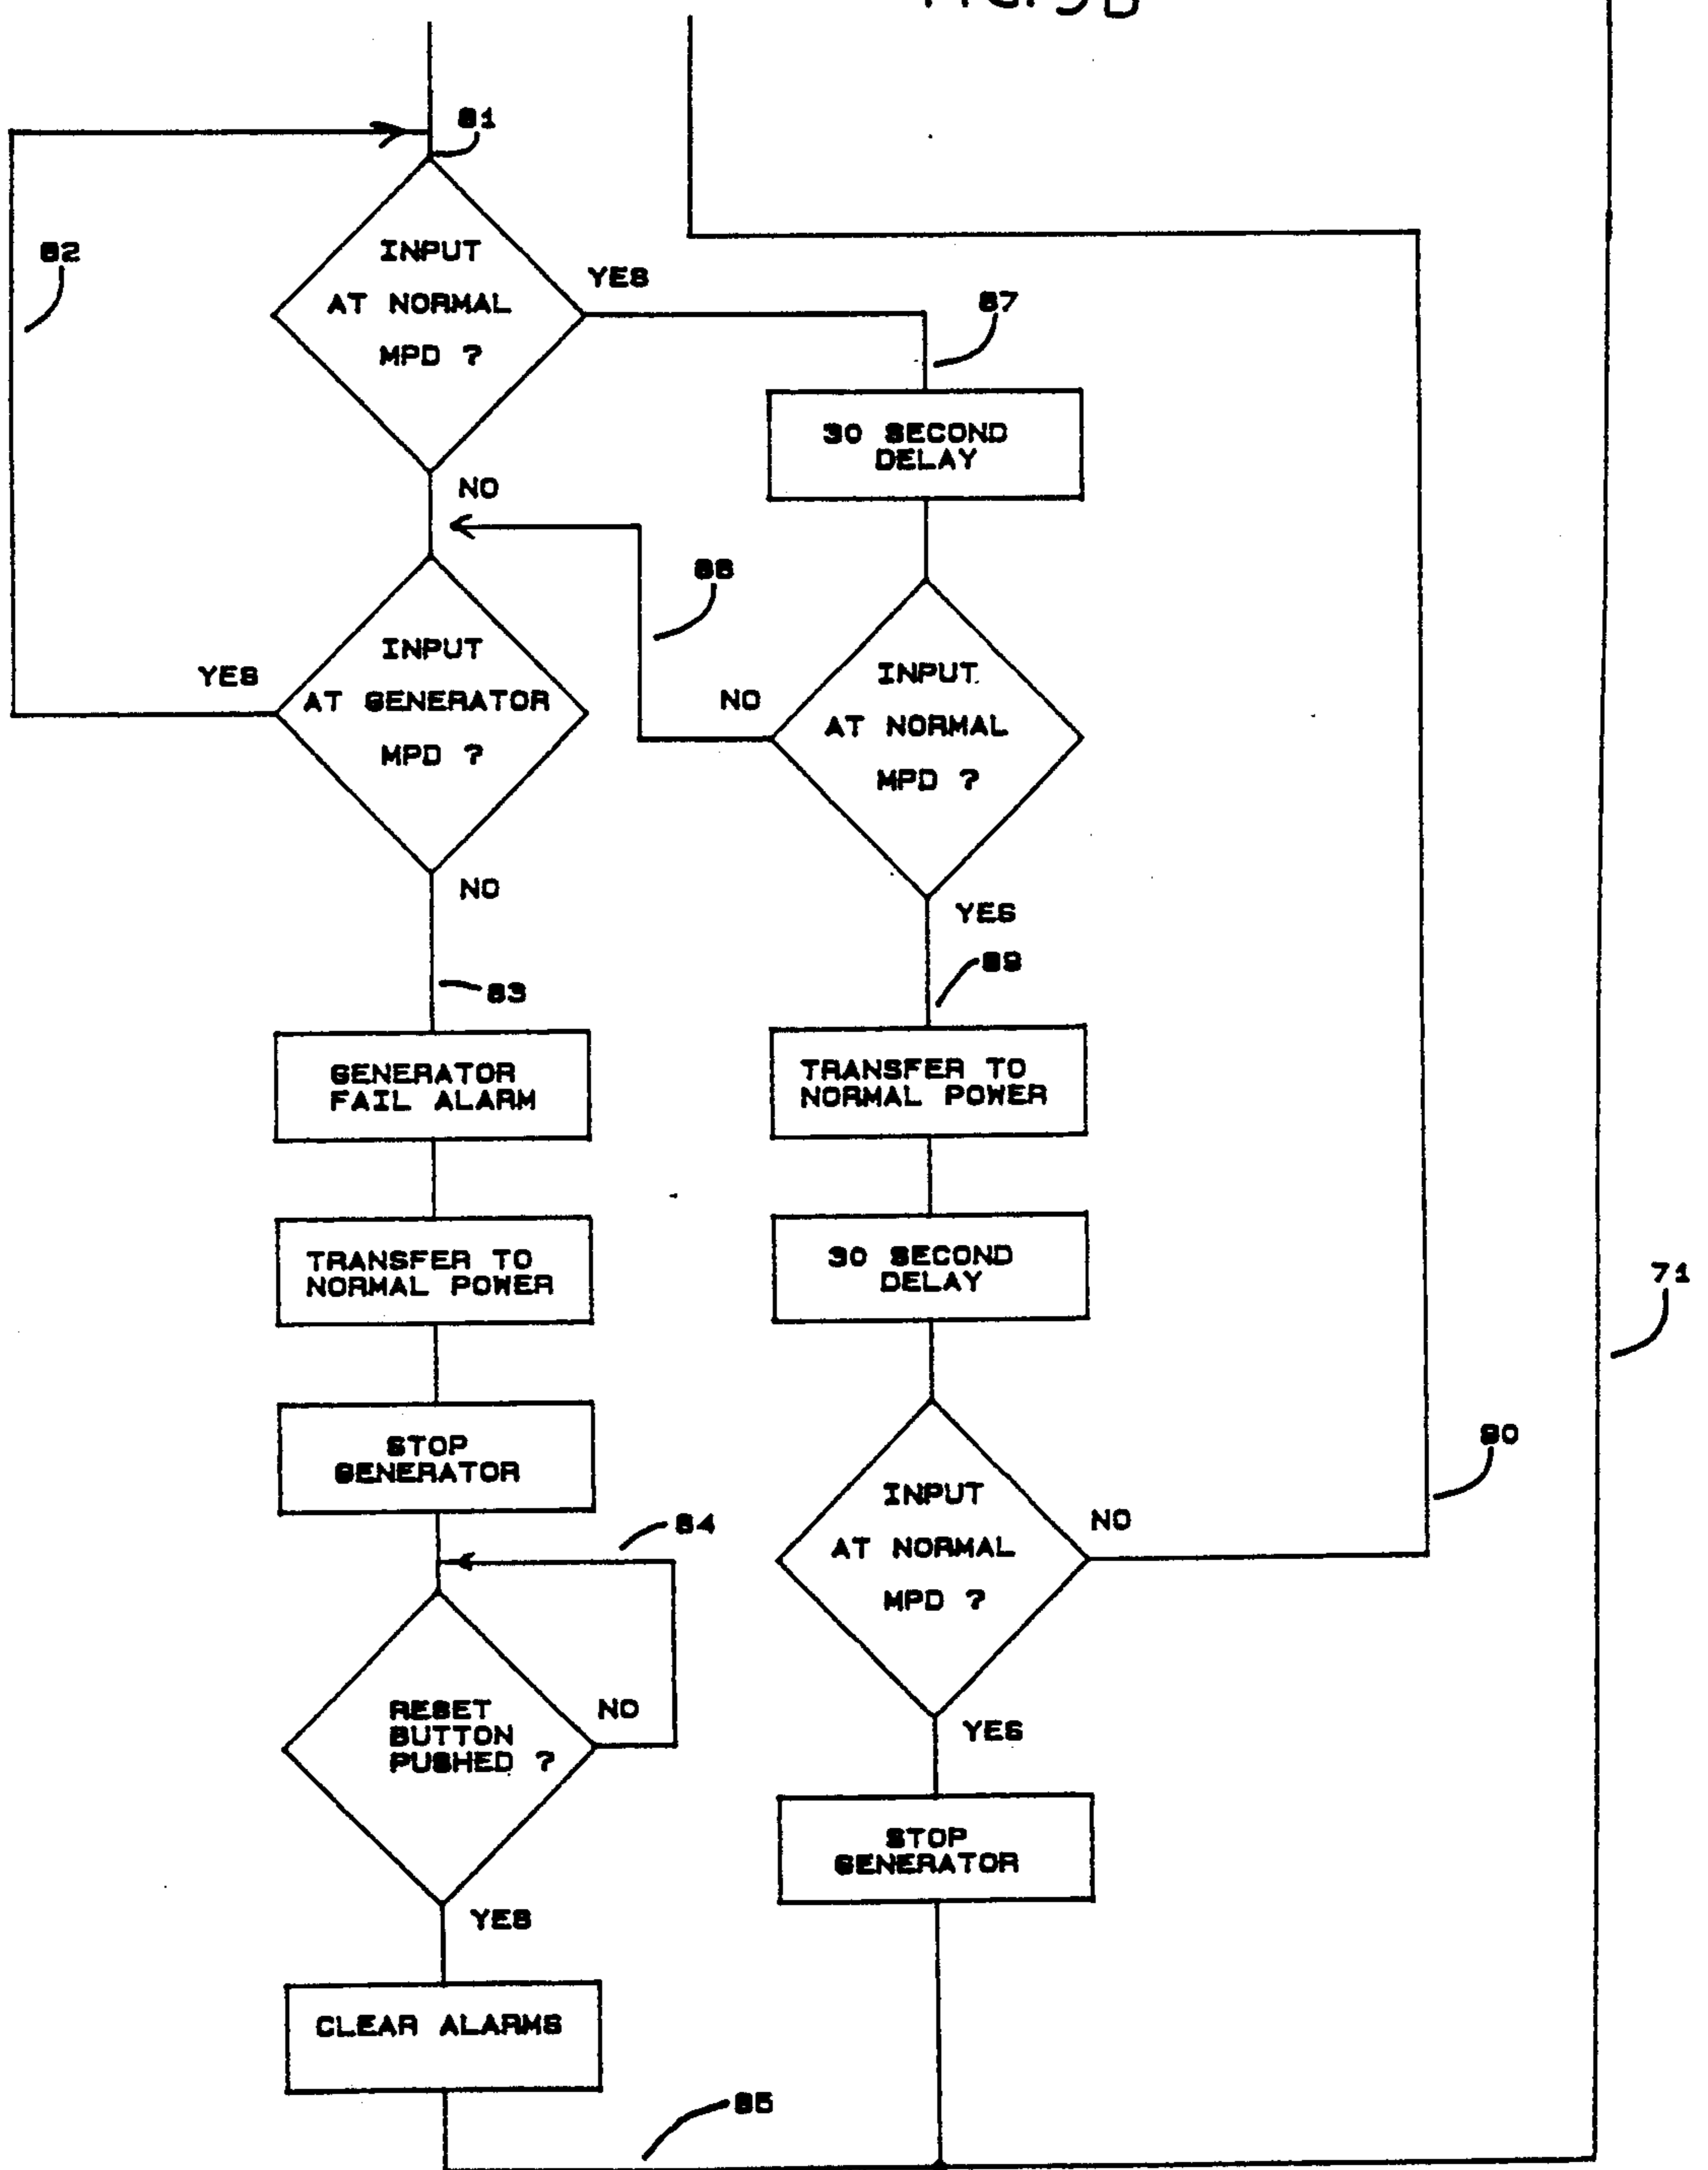 FIG. 5B
81
82
INPUT
AT NORMAL
MPD ?
YES
87
30 SECOND
DELAY
NO
88
INPUT
AT GENERATOR
MPD ?
YES
INPUT
AT NORMAL
MPD ?
NO
NO
YES
83
89
GENERATOR
FAIL ALARM
TRANSFER TO
NORMAL POWER
TRANSFER TO
NORMAL POWER
30 SECOND
DELAY
71
STOP
GENERATOR
90
84
INPUT
AT NORMAL
MPD ?
NO
RESET
BUTTON
PUSHED ?
NO
YES
STOP
GENERATOR
YES
CLEAR ALARMS
85